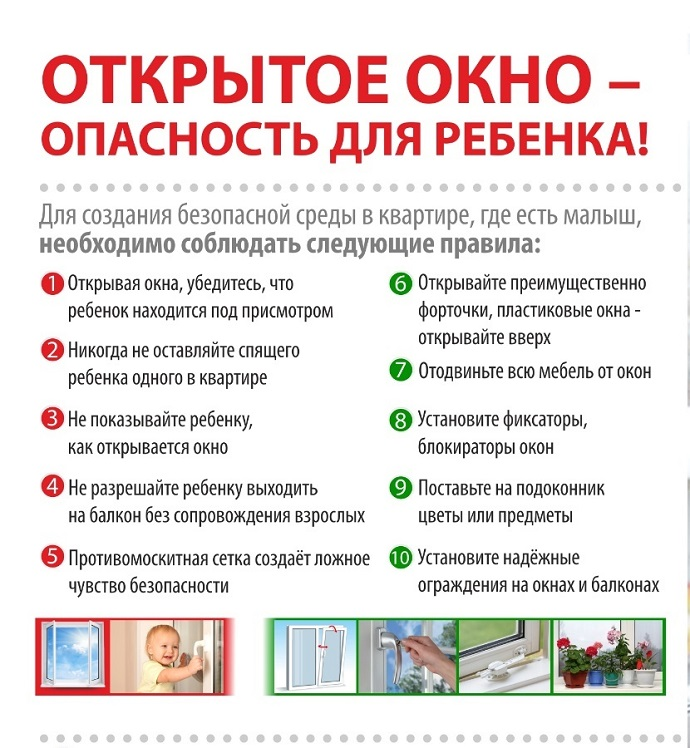 ОТКРЫТОЕ ОКНО –
ОПАСНОСТЬ ДЛЯ РЕБЕНКА!
Для создания безопасной среды в квартире, где есть малыш,
необходимо соблюдать следующие правила:
1 Открывая окна, убедитесь, что
ребенок находится под присмотром
2 Никогда не оставляйте спящего
ребенка одного в квартире
3 Не показывайте ребенку,
как открывается окно
4 Не разрешайте ребенку выходить
на балкон без сопровождения взрослых
5 Противомоскитная сетка создаёт ложное
чувство безопасности
6 Открывайте преимущественно
форточки, пластиковые окна -
открывайте вверх
7 Отодвиньте всю мебель от окон
8 Установите фиксаторы,
блокираторы окон
9 Поставьте на подоконник
цветы или предметы
10 Установите надёжные
ограждения на окнах и балконах